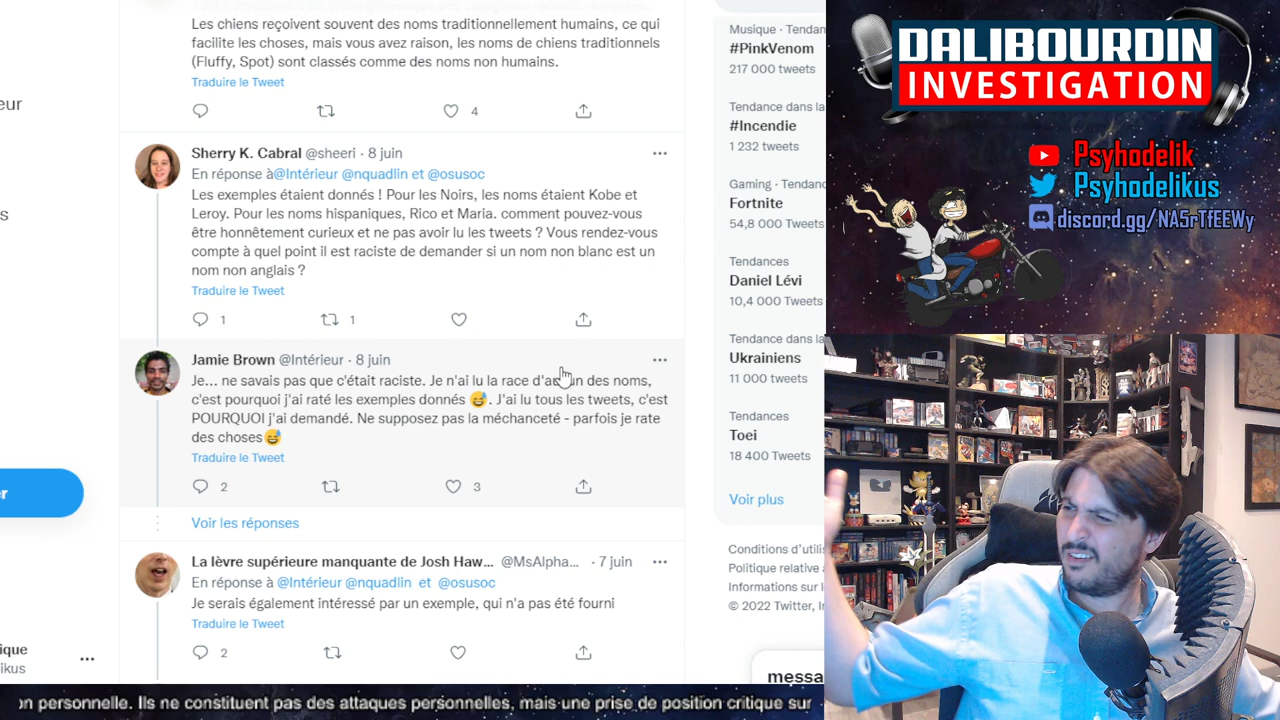 Les chiens reçoivent souvent des noms traditionnellement humains, ce qui
facilite les choses, mais vous avez raison, les noms de chiens traditionnels
(Fluffy, Spot) sont classés comme des noms non humains.
Traduire le Tweet
4
Sherry K. Cabral @sheeri · 8 juin
En réponse à@Intérieur @nquadlin et @osusoc
Les exemples étaient donnés ! Pour les Noirs, les noms étaient Kobe et
Leroy. Pour les noms hispaniques, Rico et Maria. comment pouvez-vous
être honnêtement curieux et ne pas avoir lu les tweets ? Vous rendez-vous
compte à quel point il est raciste de demander si un nom non blanc est un
nom non anglais ?
Traduire le Tweet
1 1
Jamie Brown @Intérieur · 8 juin
Je... ne savais pas que c'était raciste. Je n'ai lu la race d'au un des noms,
c'est pourquoi j'ai raté les exemples donnés 😅. J'ai lu tous les tweets, c'est
POURQUOI j'ai demandé. Ne supposez pas la méchanceté - parfois je rate
des choses😅
Traduire le Tweet
2 3
Voir les réponses
La lèvre supérieure manquante de Josh Haw... @MsAlpha... · 7 juin
En réponse à @Intérieur @nquadlin et @osusoc
Je serais également intéressé par un exemple, qui n'a pas été fourni
Traduire le Tweet
2
eur
s
er
ique
ikus
Musique · Tendan
#PinkVenom
217 000 tweets
Tendance dans la
#Incendie
1 232 tweets
Gaming · Tendanc
Fortnite
54,8 000 Tweets
Tendances
Daniel Lévi
10,4 000 Tweets
Tendance dans la
Ukrainiens
11 000 tweets
Tendances
Toei
18 400 Tweets
Voir plus
Conditions d'utilis
Politique relative a
Informations sur l
© 2022 Twitter, In
messa
DALIBOURDIN
INVESTIGATION
Psyhodelik
Psyhodelikus
discord.gg/NA5rTfEEWy
on personnelle. Ils ne constituent pas des attaques personnelles, mais une prise de position critique sur